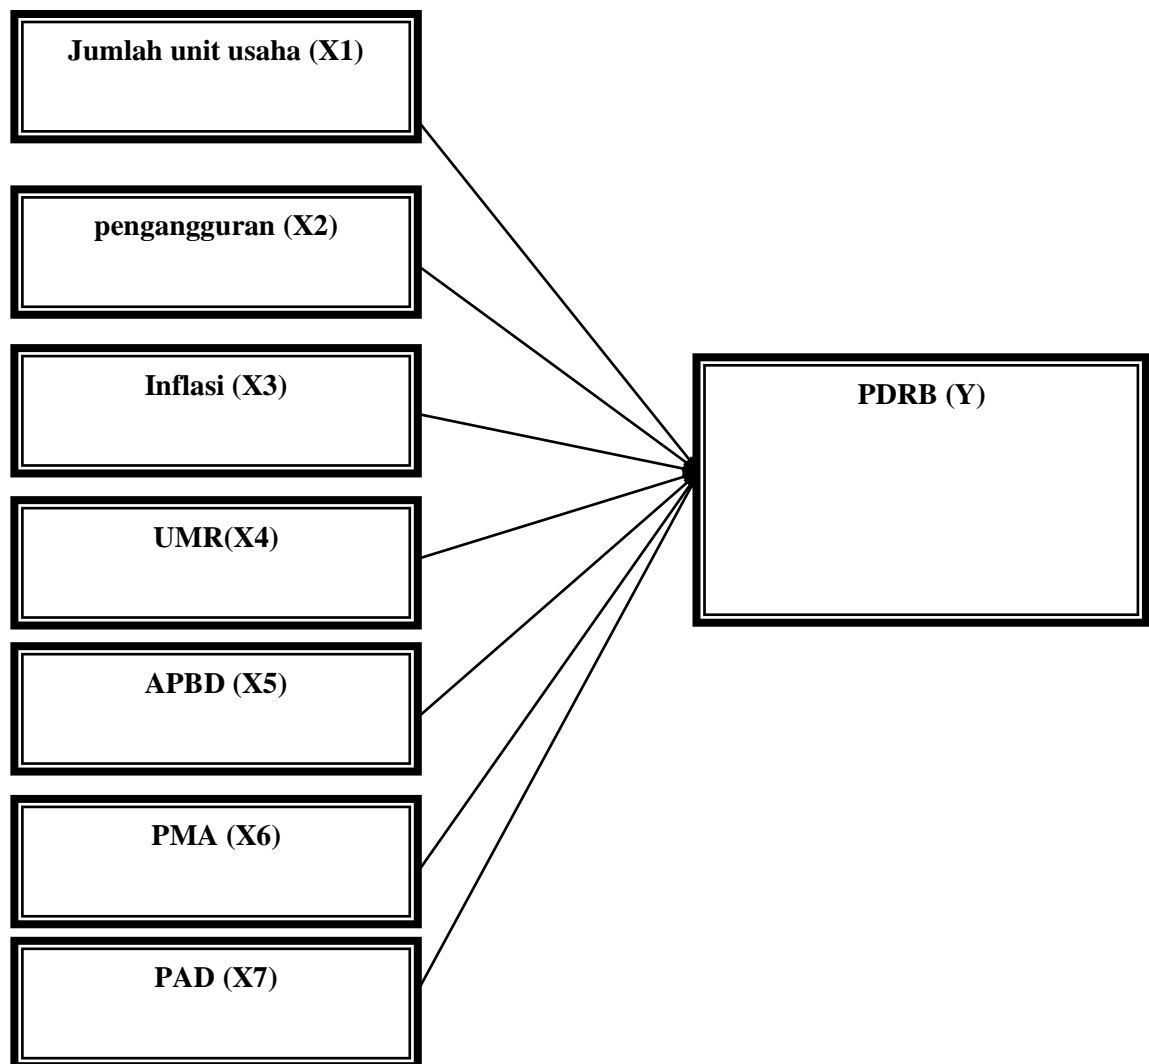 Jumlah unit usaha (X1)
pengangguran (X2)
Inflasi (X3)
UMR(X4)
APBD (X5)
PMA (X6)
PAD (X7)
PDRB (Y)